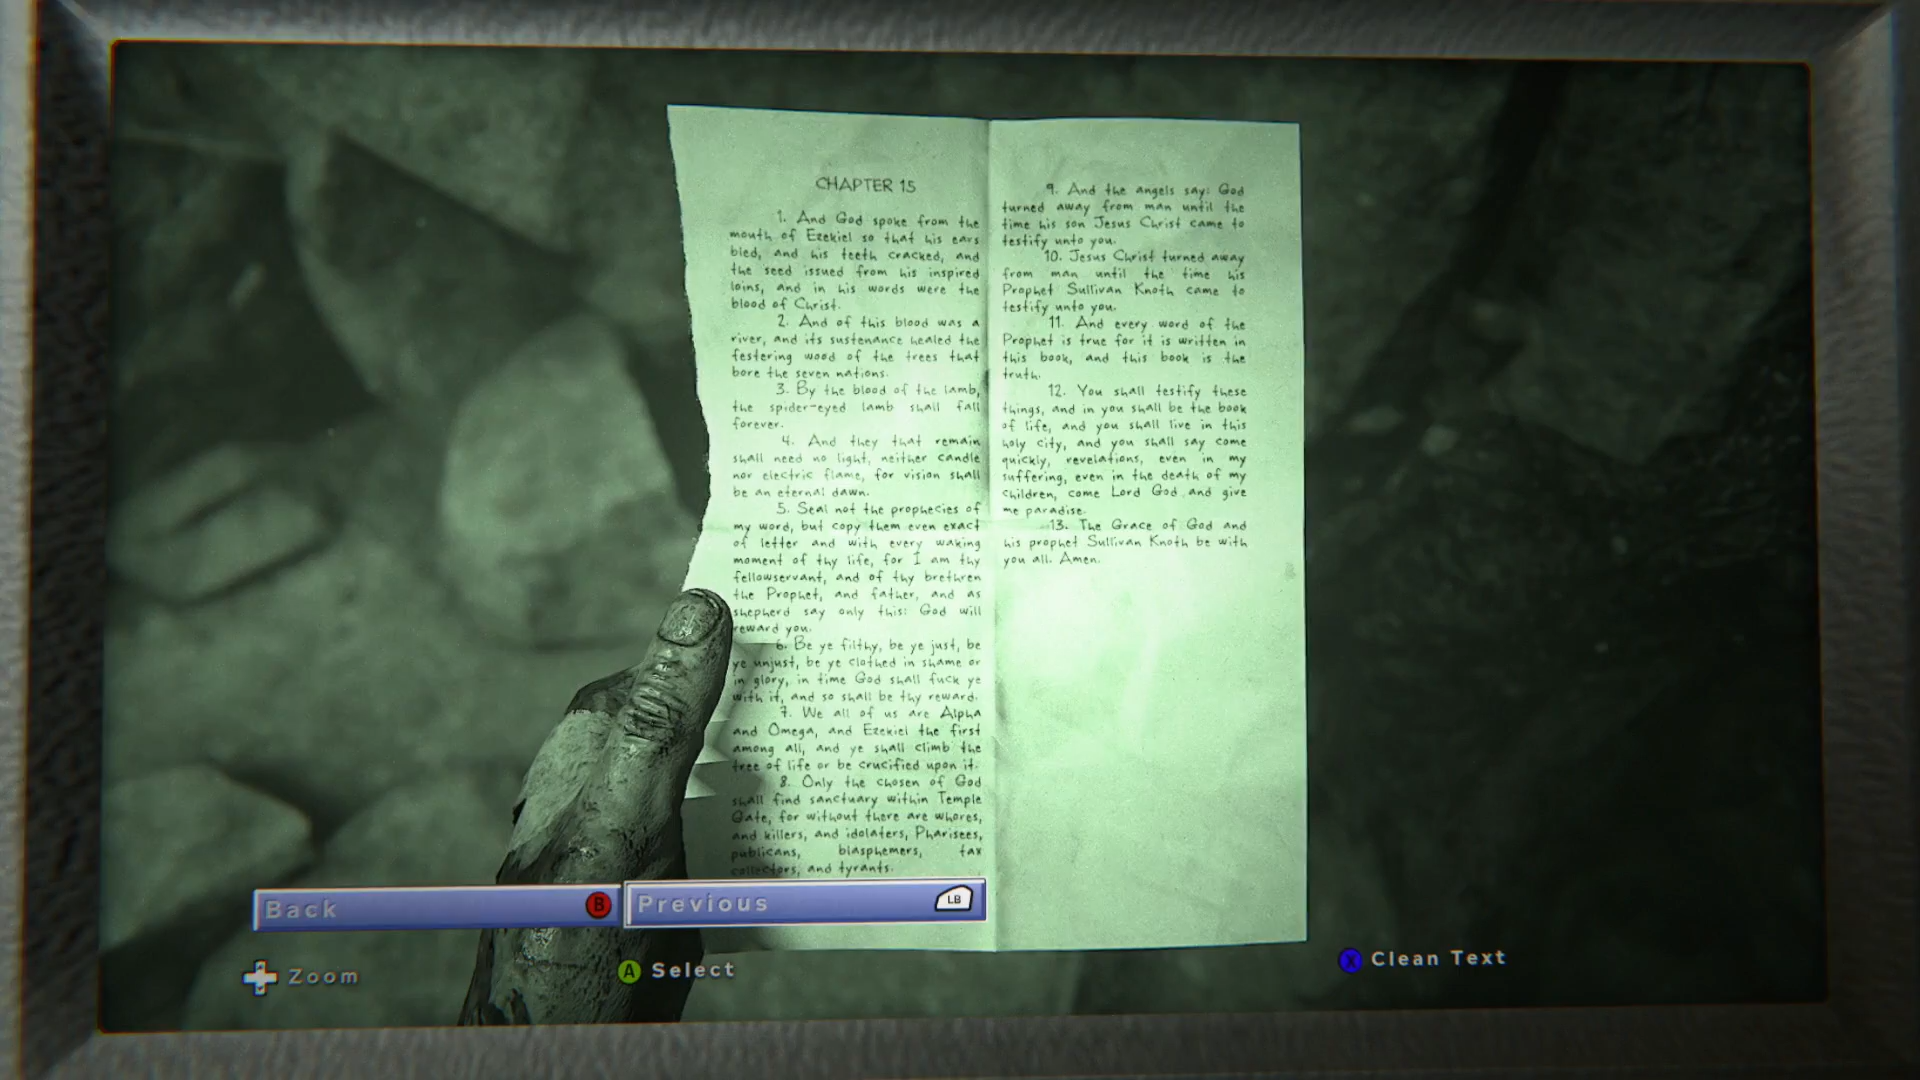 CHAPTER 15
1. And God spoke from the
mouth of Ezekiel so that his ears
bled, and his teeth cracked, and
the seed issued from his inspired
loins, and in his words were the
blood of Christ.
2. And of this blood was a
river, and its sustenance healed the
festering wood of the trees that
bore the seven nations.
3. By the blood of the lamb,
the spider-eyed lamb shall fall
forever.
4. And they that remain
shall need no light, neither candle
nor electric flame, for vision shall
be an eternal dawn.
5. Seal not the prophecies of
my word, but copy them even exact
of letter and with every waking
moment of thy life, for I am thy
fellowservant, and of thy brethren
the Prophet, and father, and as
shepherd say only this: God will
reward you.
6. Be ye filthy, be ye just, be
ye unjust, be ye clothed in shame or
in glory, in time God shall fuck ye
with it, and so shall be thy reward.
7. We all of us are Alpha
and Omega, and Ezekiel the first
among all, and ye shall climb the
tree of life or be crucified upon it.
8. Only the chosen of God
shall find sanctuary within Temple
Gate, for without there are whores,
and killers, and idolaters, Pharisees,
publicans, blasphemers, tax
collectors, and tyrants.
9. And the angels say: God
turned away from man until the
time his son Jesus Christ came to
testify unto you.
10. Jesus Christ turned away
from man until the time his
Prophet Sullivan Knoth came to
testify unto you.
11. And every word of the
Prophet is true for it is written in
this book, and this book is the
truth.
12. You shall testify these
things, and in you shall be the book
of life, and you shall live in this
holy city, and you shall say come
quickly, revelations, even in my
suffering, even in the death of my
children, come Lord God and give
me paradise.
13. The Grace of God and
his prophet Sullivan Knoth be with
you all. Amen.
Back B
Previous LB
Zoom
A Select
X Clean Text